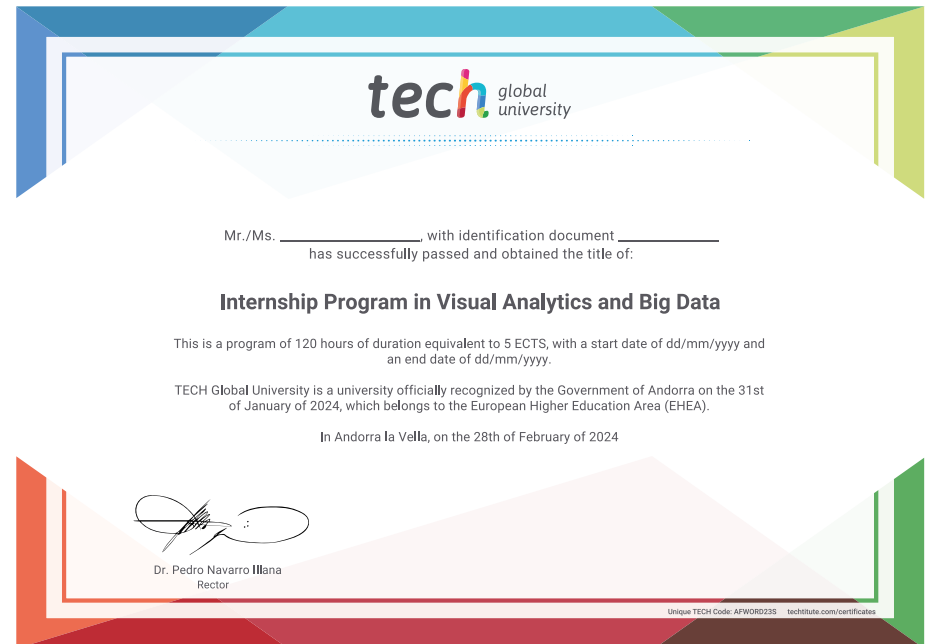 tech global university
Mr./Ms. ____________, with identification document ____________
has successfully passed and obtained the title of:
Internship Program in Visual Analytics and Big Data
This is a program of 120 hours of duration equivalent to 5 ECTS, with a start date of dd/mm/yyyy and
an end date of dd/mm/yyyy.
TECH Global University is a university officially recognized by the Government of Andorra on the 31st
of January of 2024, which belongs to the European Higher Education Area (EHEA).
In Andorra la Vella, on the 28th of February of 2024
Dr. Pedro Navarro Illana
Rector
Unique TECH Code: AFWORD23S techtitute.com/certificates